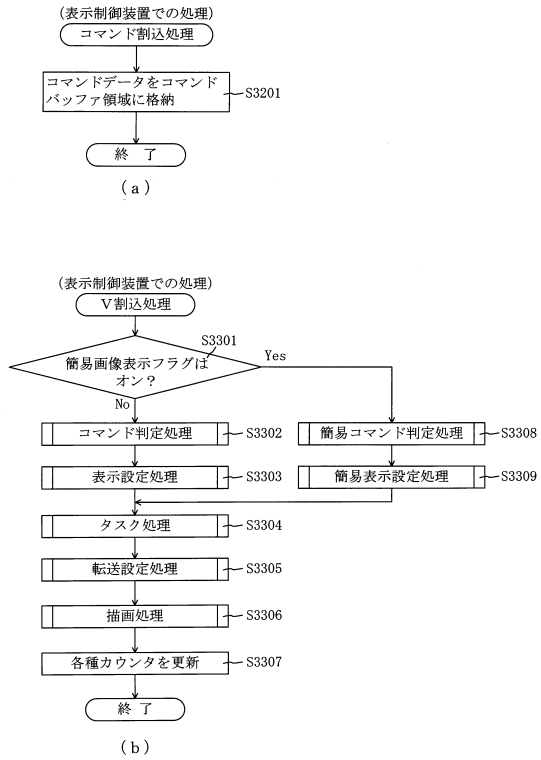 (表示制御装置での処理)
コマンド割込処理
コマンドデータをコマンド
バッファ領域に格納
S3201
終 了
(a)
(表示制御装置での処理)
V割込処理
S3301
簡易画像表示フラグは
オン?
Yes
No
コマンド判定処理
S3302
簡易コマンド判定処理
S3308
表示設定処理
S3303
簡易表示設定処理
S3309
タスク処理
S3304
転送設定処理
S3305
描画処理
S3306
各種カウンタを更新
S3307
終 了
(b)